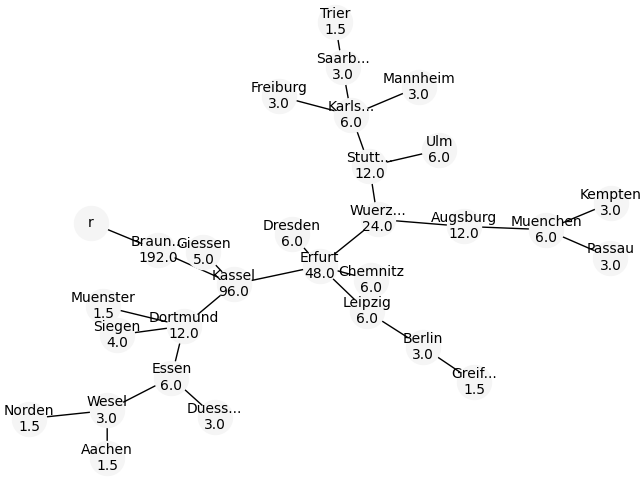 Trier
1.5
Saarb...
3.0
Freiburg
3.0
Mannheim
3.0
Karls...
6.0
Ulm
6.0
Stutt...
12.0
Kempten
3.0
Wuerz...
24.0
Augsburg
12.0
Muenchen
6.0
r
Dresden
6.0
Braun...
192.0
Giessen
5.0
Passau
3.0
Erfurt
48.0
Chemnitz
6.0
Kassel
96.0
Muenster
1.5
Leipzig
6.0
Siegen
4.0
Dortmund
12.0
Berlin
3.0
Essen
6.0
Greif...
1.5
Wesel
3.0
Norden
1.5
Duess...
3.0
Aachen
1.5